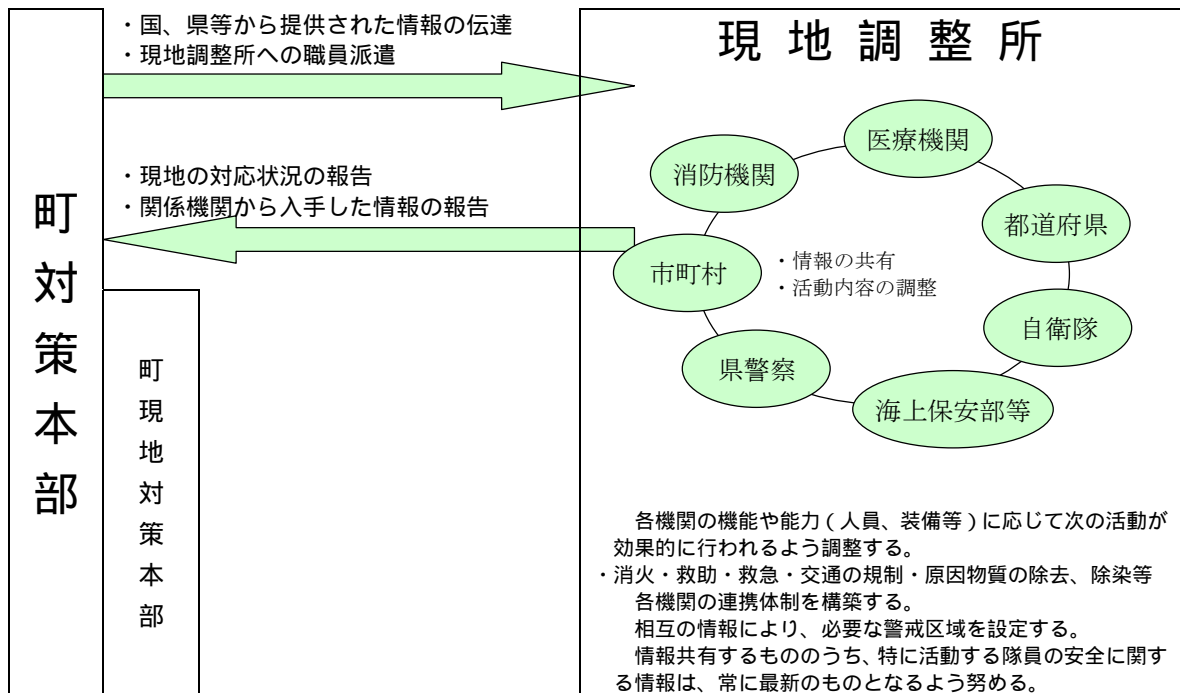 ・国、県等から提供された情報の伝達
・現地調整所への職員派遣
・現地の対応状況の報告
・関係機関から入手した情報の報告
町対策本部
町現地対策本部
現地調整所
医療機関
消防機関
都道府県
市町村
・情報の共有
・活動内容の調整
自衛隊
県警察
海上保安部等
各機関の機能や能力(人員、装備等)に応じて次の活動が
効果的に行われるよう調整する。
・消火・救助・救急・交通の規制・原因物質の除去、除染等
各機関の連携体制を構築する。
相互の情報により、必要な警戒区域を設定する。
情報共有するもののうち、特に活動する隊員の安全に関す
る情報は、常に最新のものとなるよう努める。